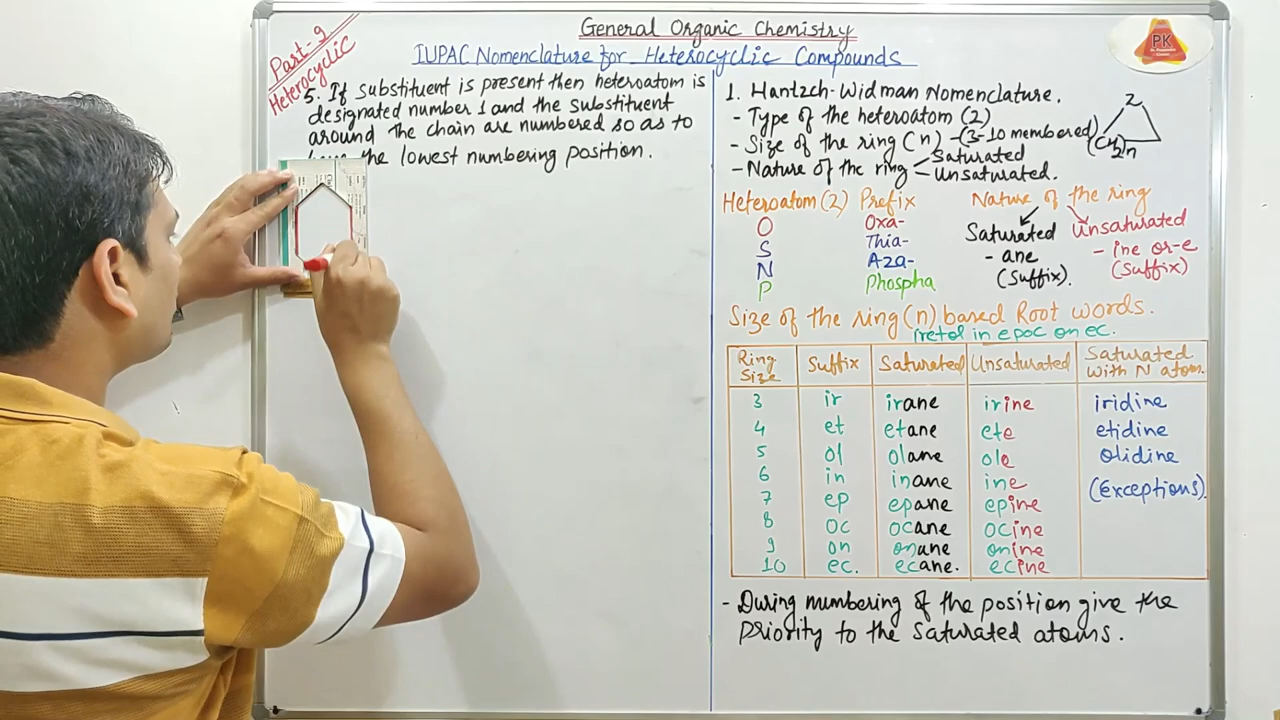 General Organic Chemistry
IUPAC Nomenclature for Heterocyclic Compounds
Part-9
Heterocyclic
5. If substituent is present then heteroatom is
designated number 1 and the substituent
around the chain are numbered so as to
the lowest numbering position.
PK
1. Hantzch-Widman Nomenclature.
- Type of the heteroatom (Z)
- Size of the ring (n) - (3-10 membered)
- Nature of the ring - Saturated
- Unsaturated.
Z
(CH2)n
Heteroatom (Z) Prefix
O Oxa-
S Thia-
N Aza-
P Phospha
Nature of the ring
Saturated
- ane
(Suffix).
Unsaturated
- ine or -e
(Suffix)
Size of the ring (n) based Root words.
iretol in epoc on ec.
Ring Size Suffix Saturated Unsaturated Saturated with N atom.
3 ir irane irine iridine
4 et etane ete etidine
5 ol olane ole olidine
6 in inane ine (Exceptions).
7 ep epane epine
8 oc ocane ocine
9 on onane onine
10 ec. ecane. ecine
- During numbering of the position give the
priority to the saturated atoms.